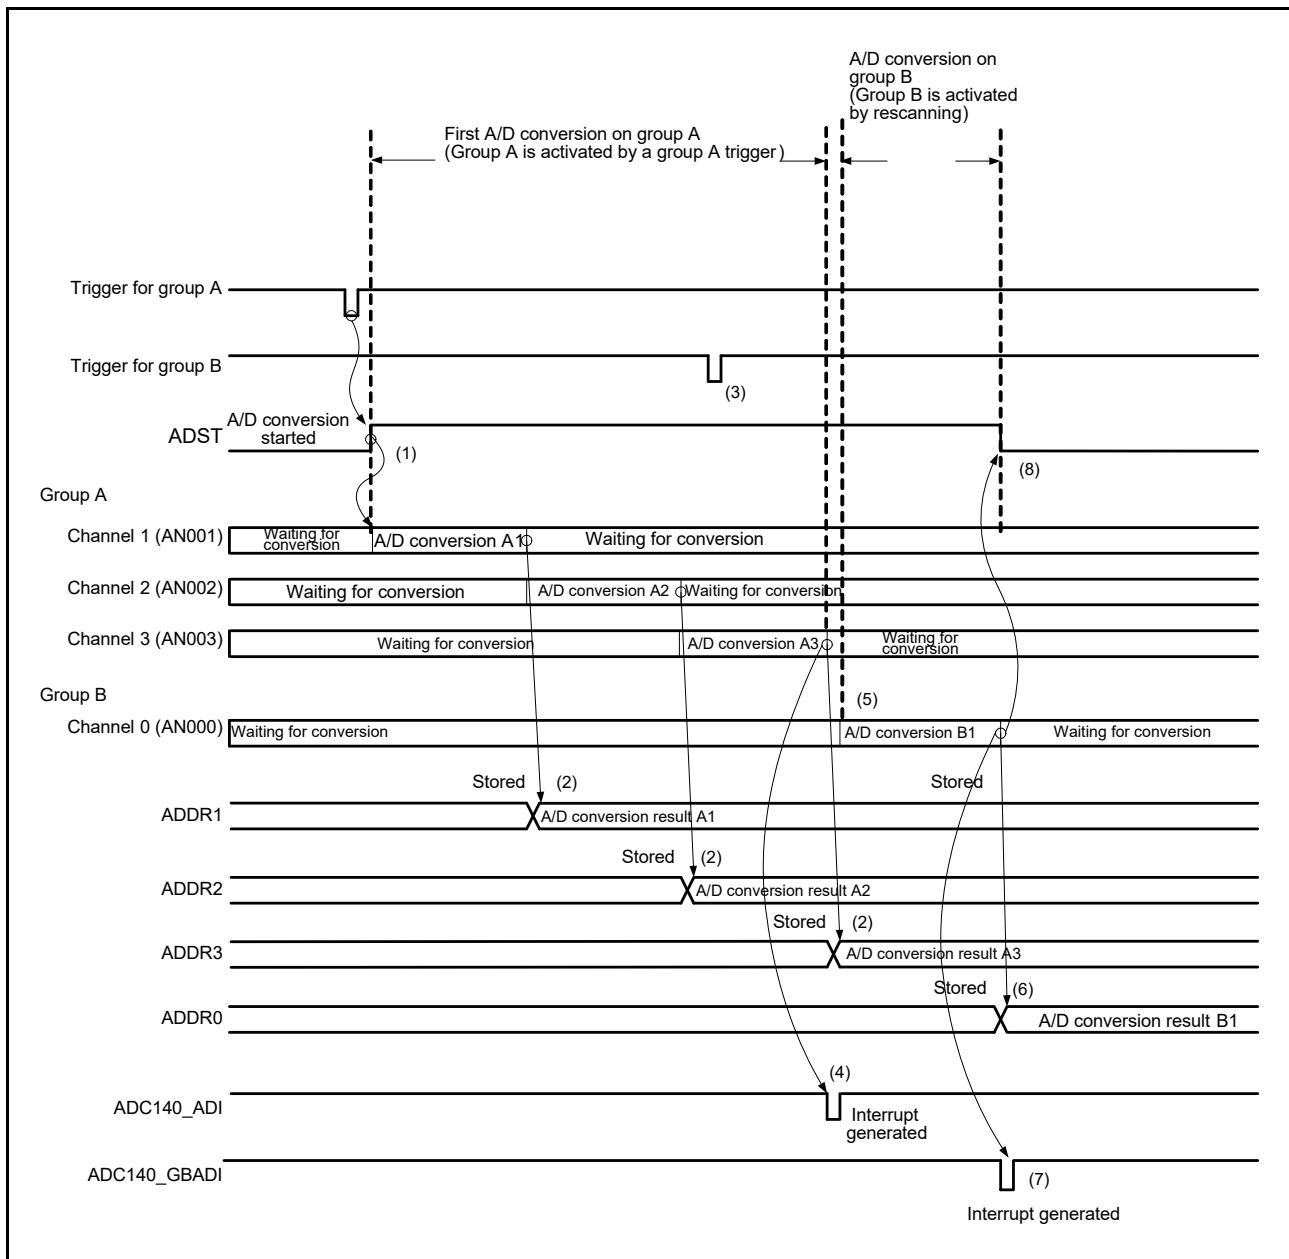 A/D conversion on
group B
(Group B is activated
by rescanning)
First A/D conversion on group A
(Group A is activated by a group A trigger)
Trigger for group A
Trigger for group B
(3)
A/D conversion
started
ADST
(1)
(8)
Group A
Channel 1 (AN001)
Waiting for
conversion
A/D conversion A1
Waiting for conversion
Channel 2 (AN002)
Waiting for conversion
A/D conversion A2
Waiting for conversion
Channel 3 (AN003)
Waiting for conversion
A/D conversion A3
Waiting for
conversion
Group B
(5)
Channel 0 (AN000)
Waiting for conversion
A/D conversion B1
Waiting for conversion
Stored
(2)
Stored
ADDR1
A/D conversion result A1
Stored
(2)
ADDR2
A/D conversion result A2
Stored
(2)
ADDR3
A/D conversion result A3
Stored
(6)
ADDR0
A/D conversion result B1
(4)
ADC140_ADI
Interrupt
generated
ADC140_GBADI
(7)
Interrupt generated